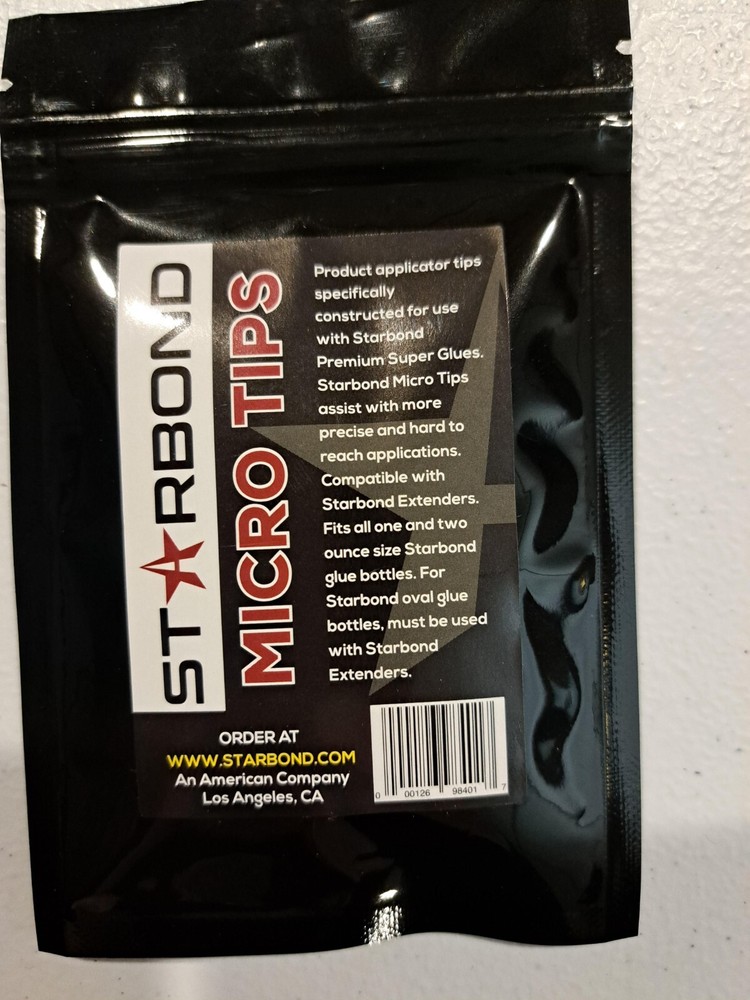 STARBOND
MICRO TIPS
Product applicator tips
specifically
constructed for use
with Starbond
Premium Super Glues.
Starbond Micro Tips
assist with more
precise and hard to
reach applications.
Compatible with
Starbond Extenders.
Fits all one and two
ounce size Starbond
glue bottles. For
Starbond oval glue
bottles, must be used
with Starbond
Extenders.
ORDER AT
WWW.STARBOND.COM
An American Company
Los Angeles, CA
0 00126 98401 7